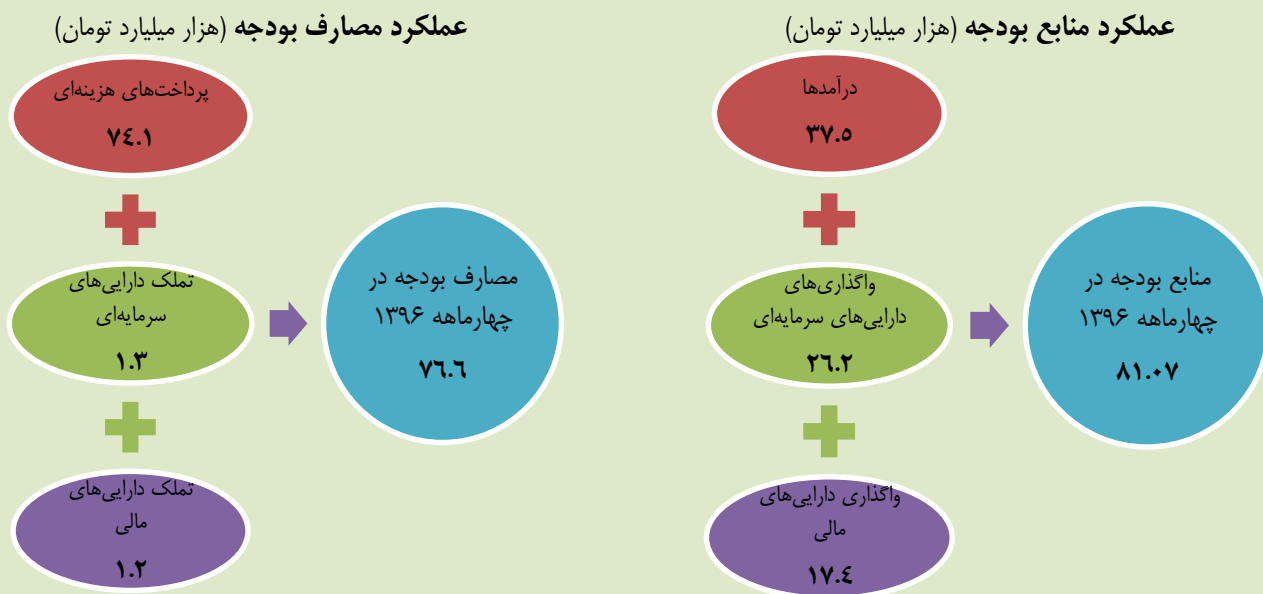 عملکرد منابع بودجه (هزار میلیارد تومان)
درآمدها
۳۷.۵
واگذاری‌های
دارایی‌های سرمایه‌ای
۲٦.۲
واگذاری دارایی‌های
مالی
۱۷.٤
منابع بودجه در
چهارماهه ۱۳۹۶
۸۱.۰۷
عملکرد مصارف بودجه (هزار میلیارد تومان)
پرداخت‌های هزینه‌ای
۷٤.۱
تملک دارایی‌های
سرمایه‌ای
۱.۳
تملک دارایی‌های
مالی
۱.۲
مصارف بودجه در
چهارماهه ۱۳۹۶
۷٦.٦